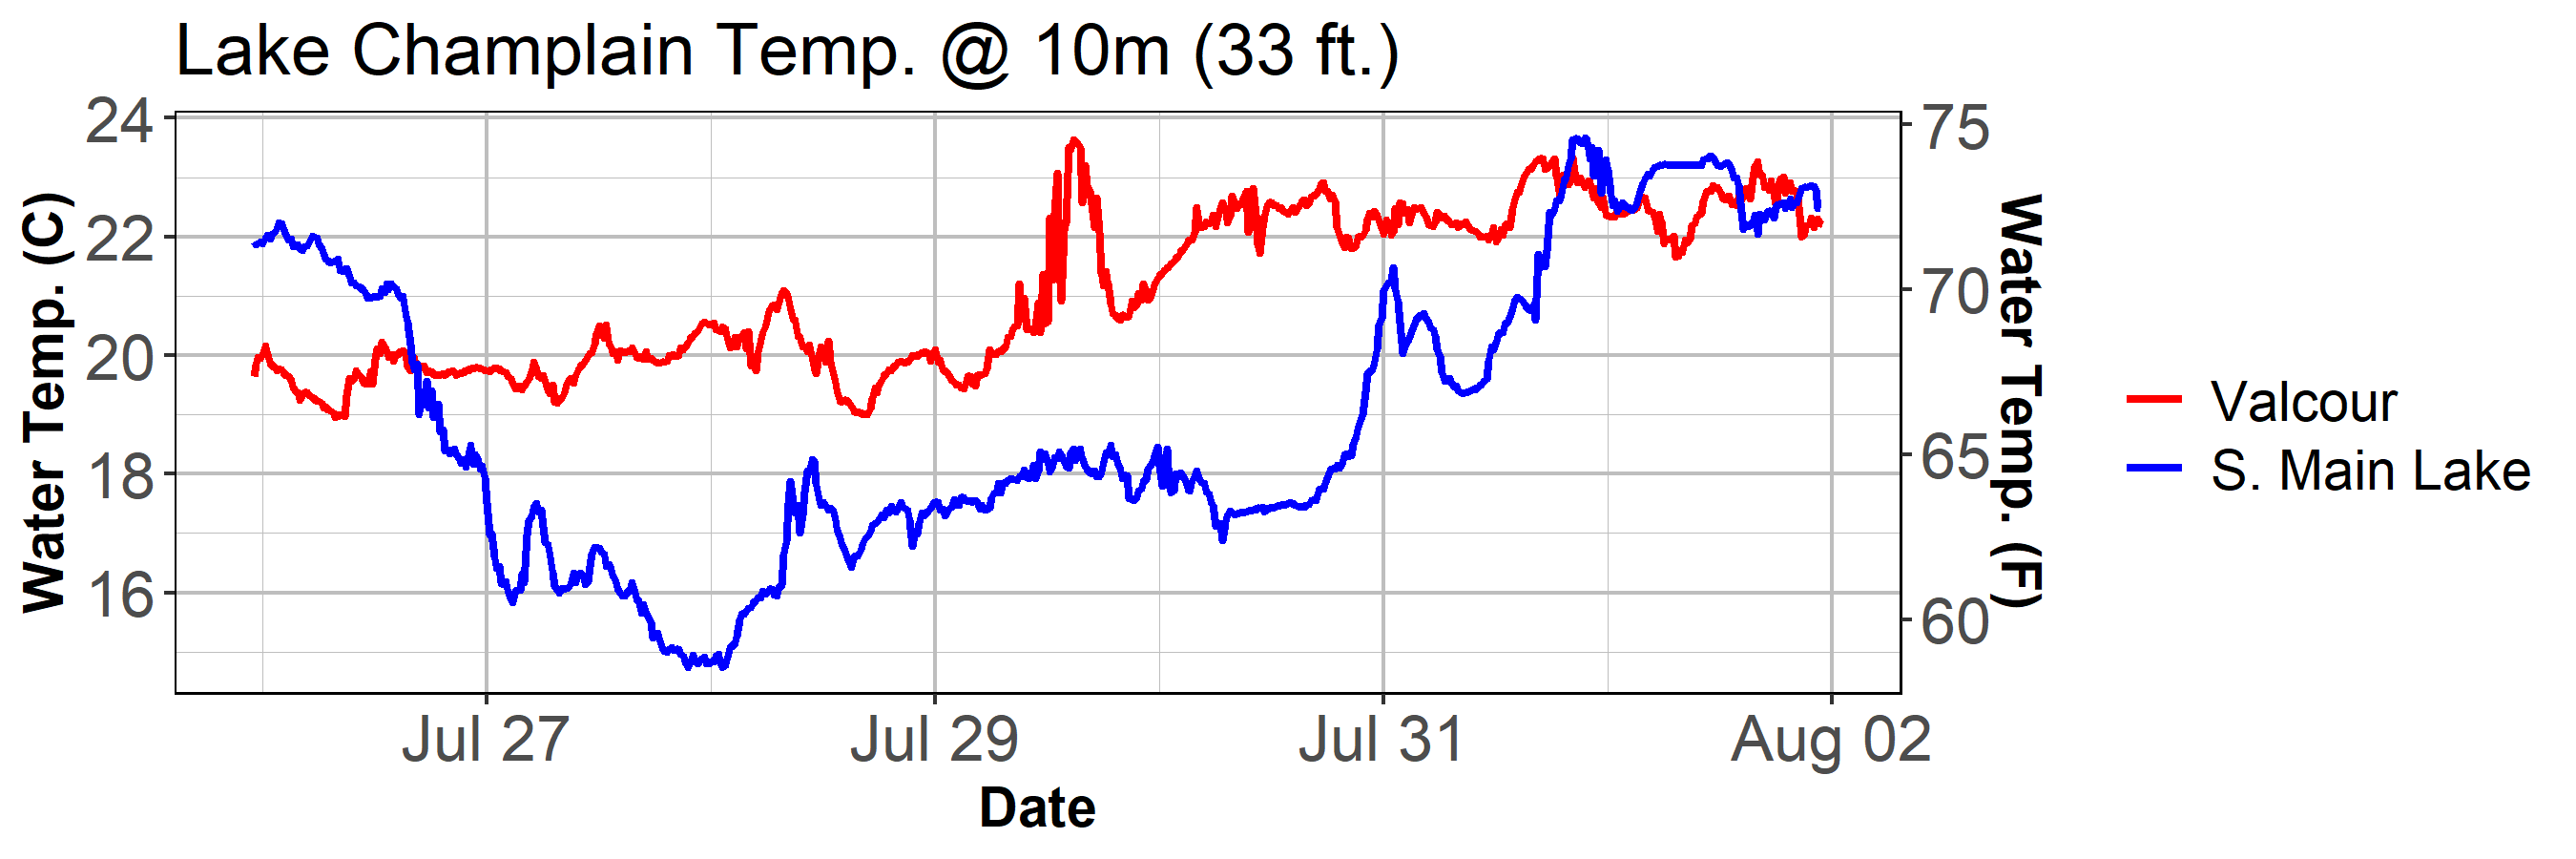 Lake Champlain Temp. @ 10m (33 ft.)
Water Temp. (C)
24
22
20
18
16
75
70
65
60
Water Temp. (F)
Jul 27
Jul 29
Jul 31
Aug 02
Date
Valcour
S. Main Lake